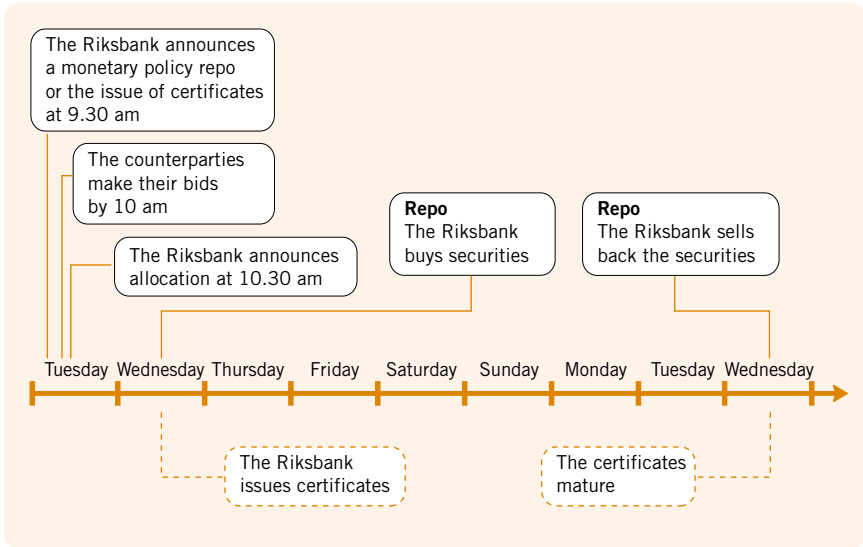 The Riksbank announces
a monetary policy repo
or the issue of certificates
at 9.30 am
The counterparties
make their bids
by 10 am
The Riksbank announces
allocation at 10.30 am
Repo
The Riksbank
buys securities
Repo
The Riksbank sells
back the securities
Tuesday Wednesday Thursday Friday Saturday Sunday Monday Tuesday Wednesday
The Riksbank
issues certificates
The certificates
mature